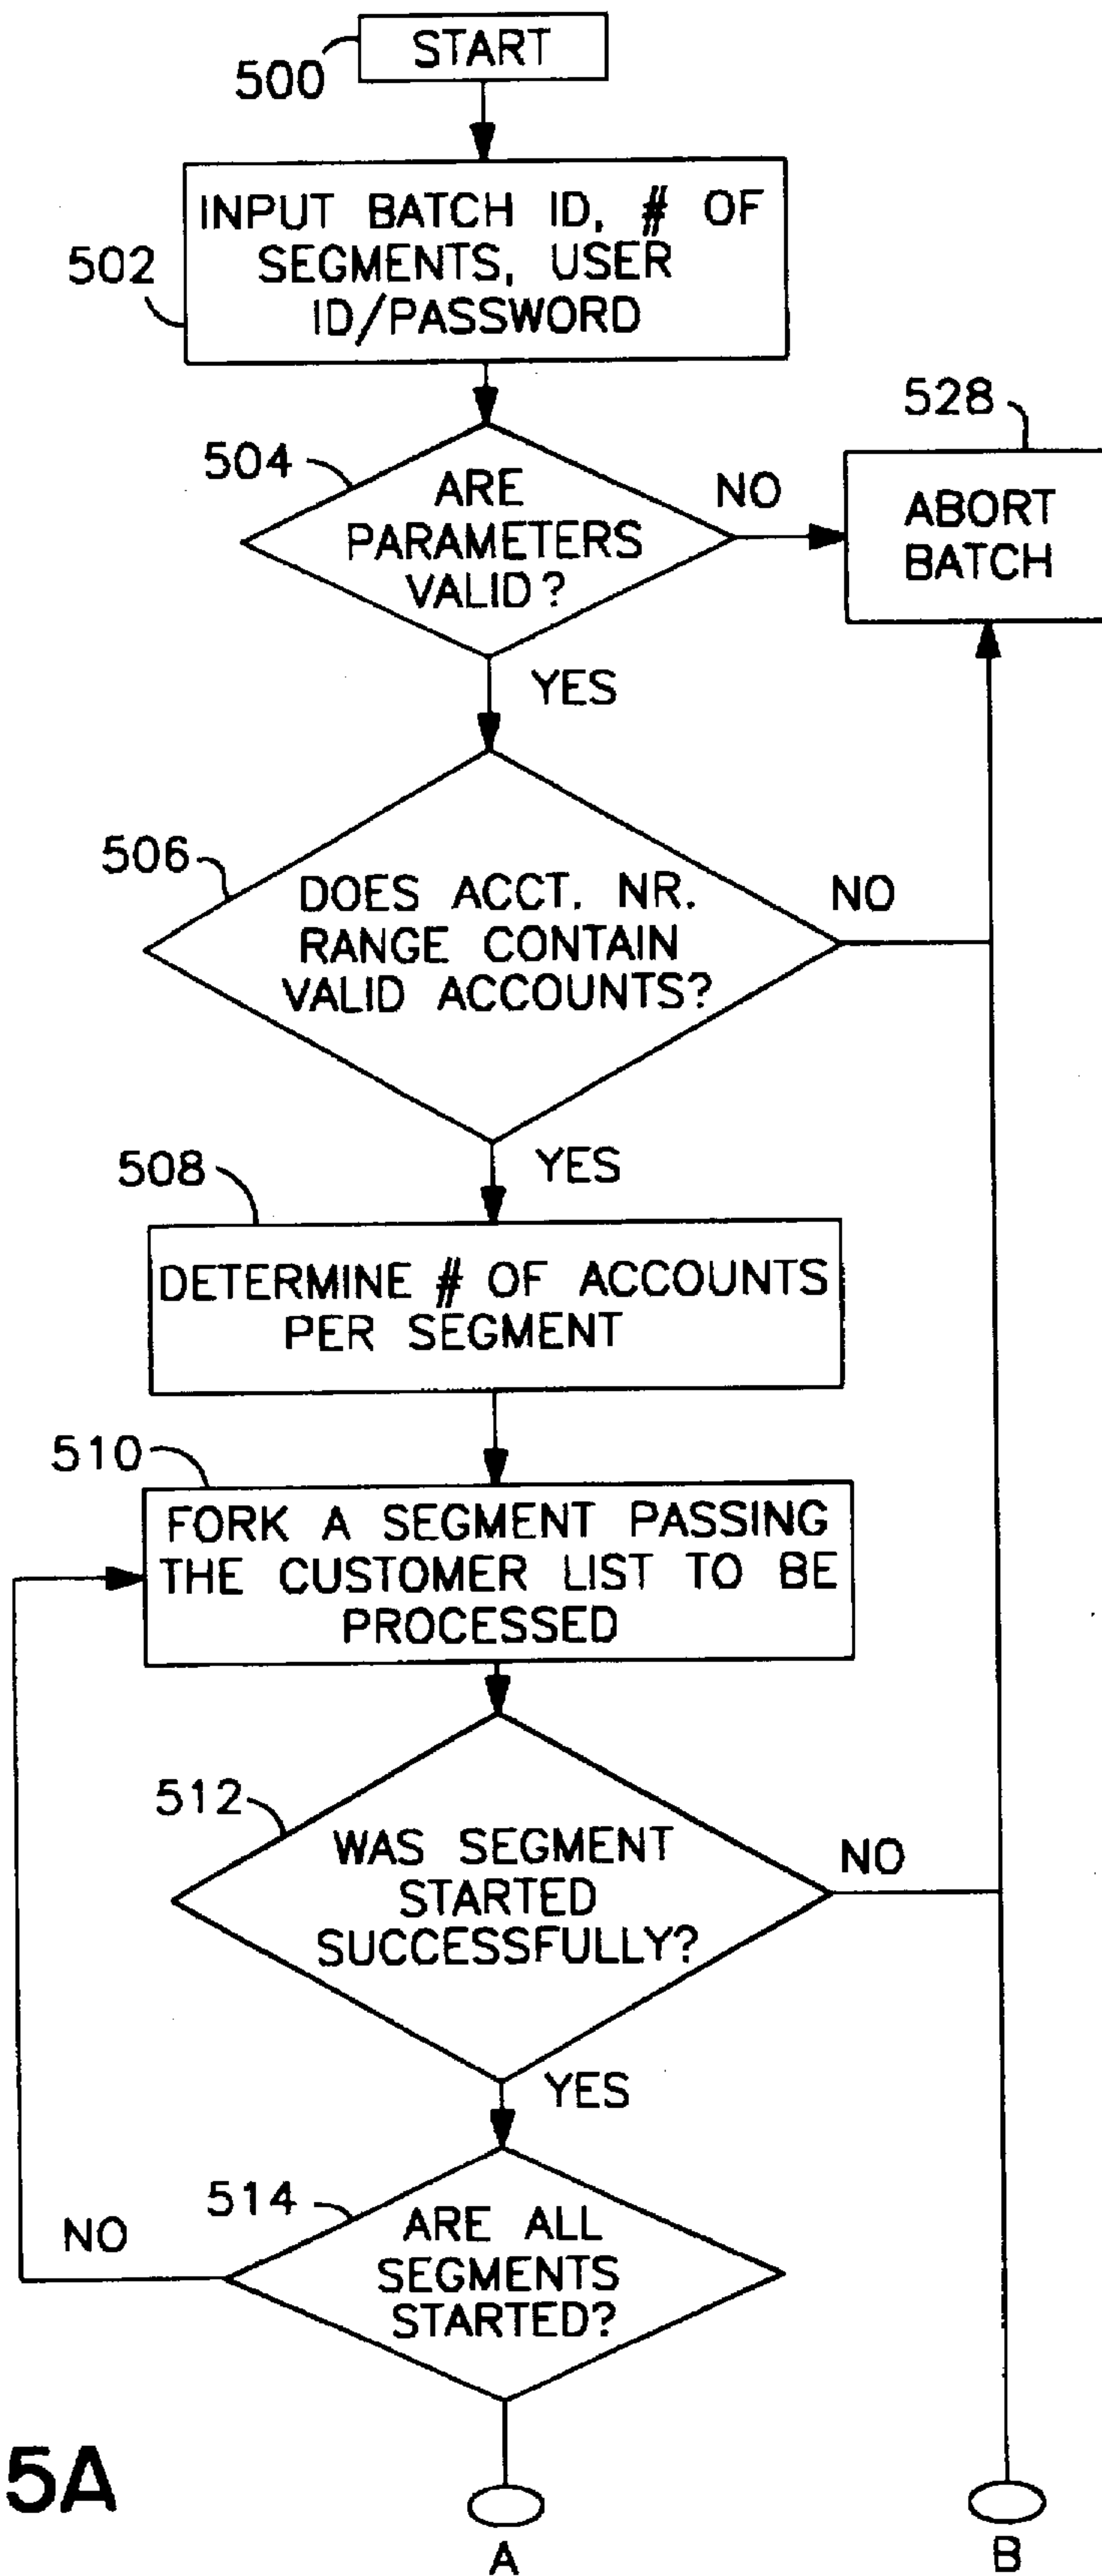 START
500
INPUT BATCH ID, # OF
SEGMENTS, USER
ID/PASSWORD
502
528
504
ARE
PARAMETERS
VALID?
NO
ABORT
BATCH
YES
506
DOES ACCT. NR.
RANGE CONTAIN
VALID ACCOUNTS?
NO
YES
508
DETERMINE # OF ACCOUNTS
PER SEGMENT
510
FORK A SEGMENT PASSING
THE CUSTOMER LIST TO BE
PROCESSED
512
WAS SEGMENT
STARTED
SUCCESSFULLY?
NO
YES
514
ARE ALL
SEGMENTS
STARTED?
NO
5A
A
B